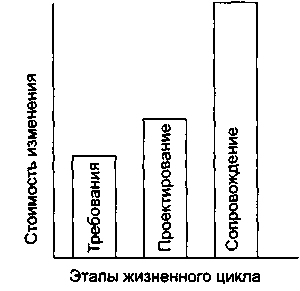 Стоимость изменения
Требования
Проектирование
Сопровождение
Этапы жизненного цикла